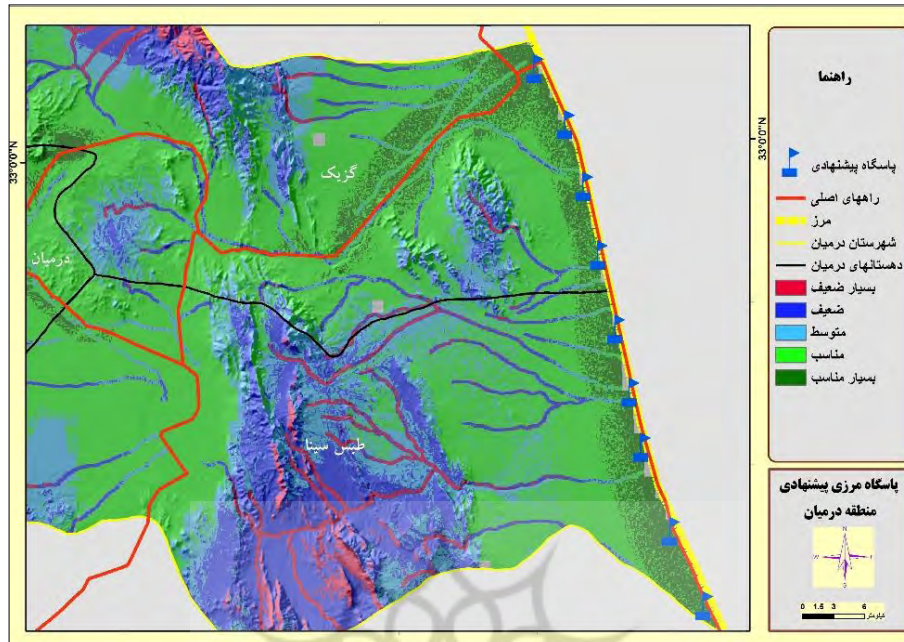 راهنما
پاسگاه پیشنهادی
راههای اصلی
مرز
شهرستان درمیان
دهستانهای درمیان
بسیار ضعیف
ضعیف
متوسط
مناسب
بسیار مناسب
پاسگاه مرزی پیشنهادی
منطقه درمیان
N
W
E
S
0 1.5 3 6
کیلومتر
33°0'0"N
33°0'0"N
گزیک
درمیان
طبس سینا